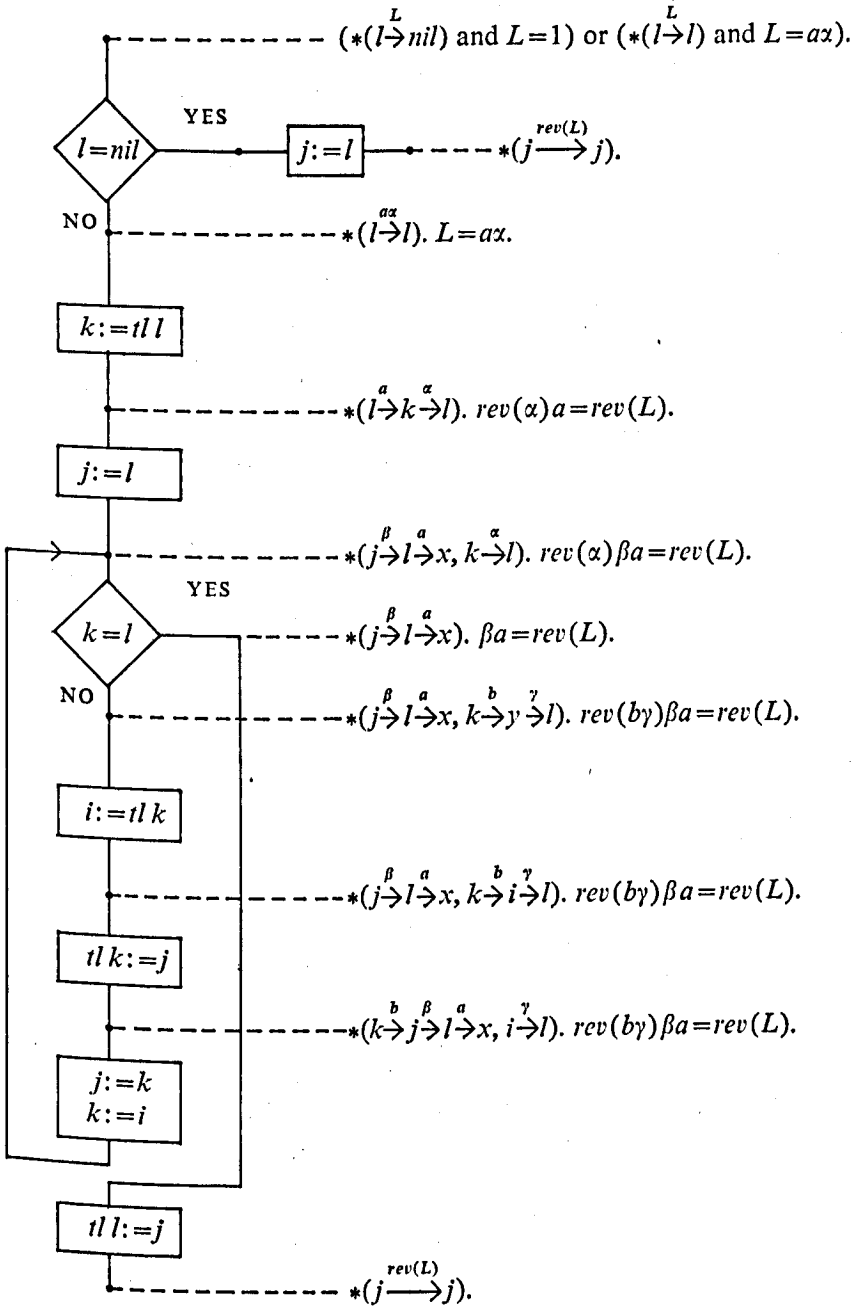 (*(l →^L nil) and L=1) or (*(l →^L l) and L=aα).
YES
l=nil
j:=l
*(j →^{rev(L)} j).
NO
*(l →^{aα} l). L=aα.
k:=tl l
*(l →^a k →^α l). rev(α)a=rev(L).
j:=l
*(j →^β l →^a x, k →^α l). rev(α)βa=rev(L).
YES
k=l
*(j →^β l →^a x). βa=rev(L).
NO
*(j →^β l →^a x, k →^b y →^γ l). rev(bγ)βa=rev(L).
i:=tl k
*(j →^β l →^a x, k →^b i →^γ l). rev(bγ)βa=rev(L).
tl k:=j
*(k →^b j →^β l →^a x, i →^γ l). rev(bγ)βa=rev(L).
j:=k
k:=i
tl l:=j
*(j →^{rev(L)} j).